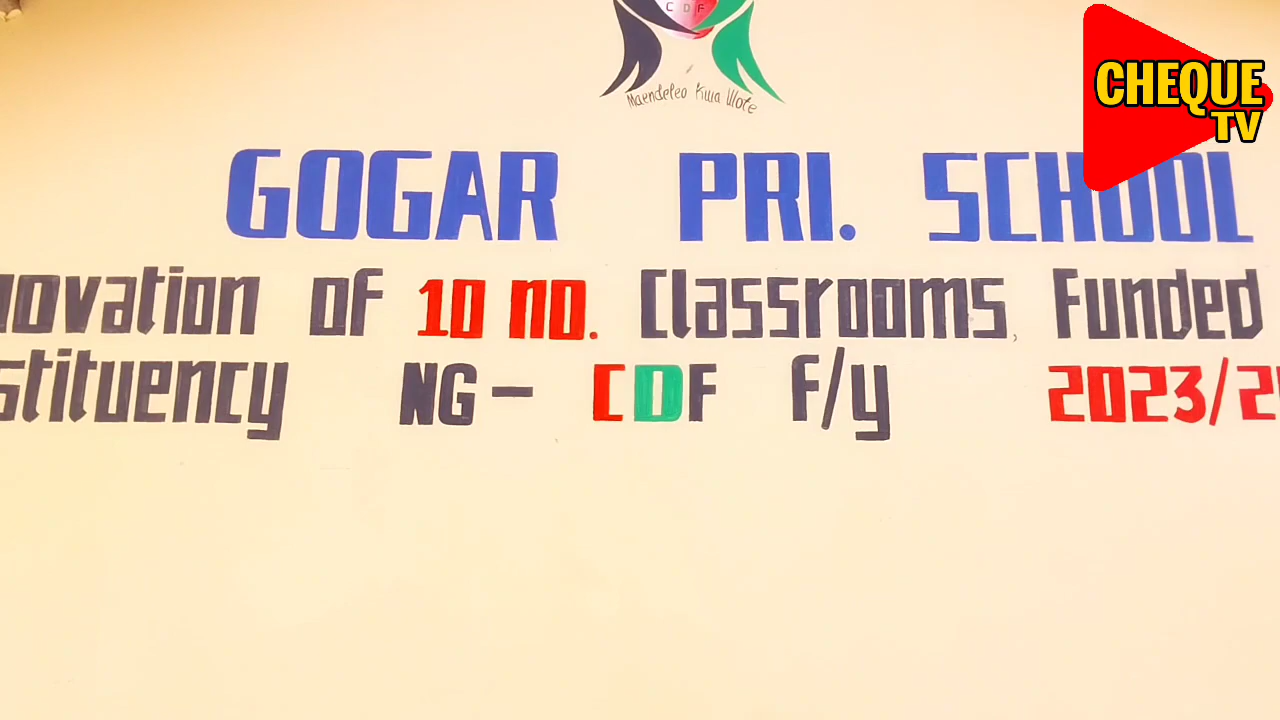 CDF
Maendeleo Kwa Wote
CHEQUE
TV
GOGAR PRI. SCHOOL
novation of 10 no. Classrooms, Funded
stituency NG- CDF f/y 2023/2